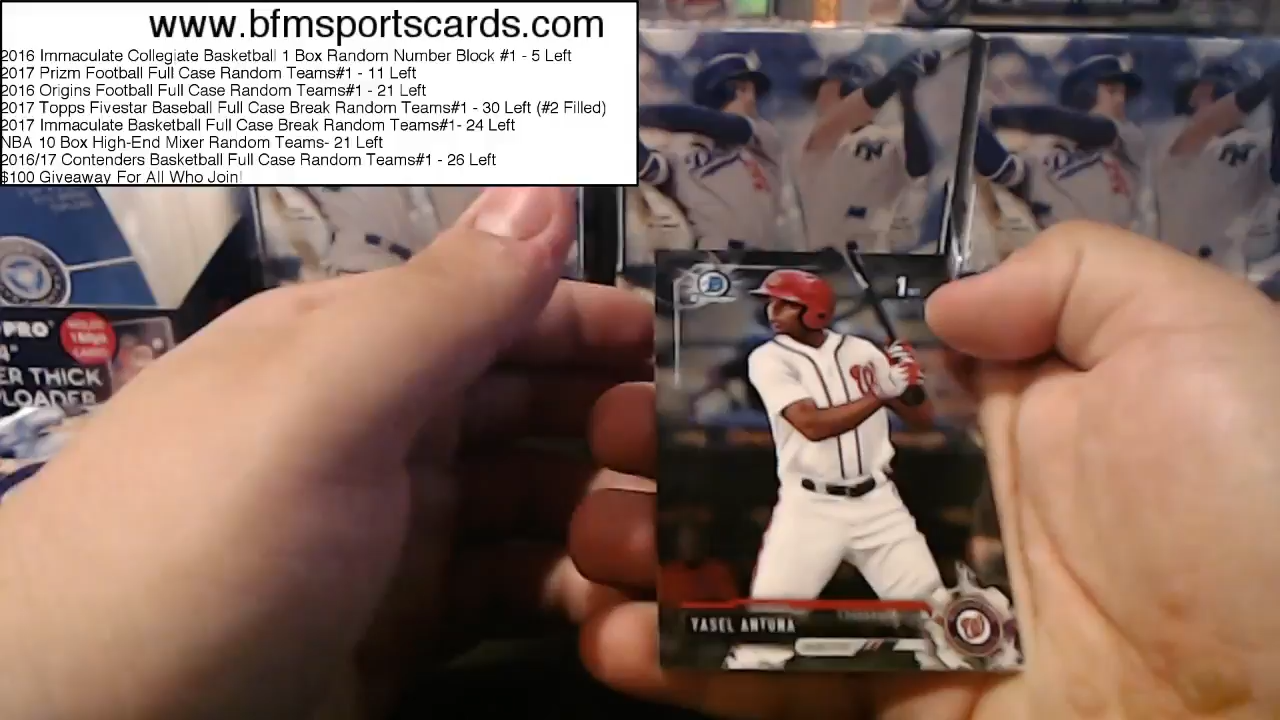 www.bfmsportscards.com
2016 Immaculate Collegiate Basketball 1 Box Random Number Block #1 - 5 Left
2017 Prizm Football Full Case Random Teams#1 - 11 Left
2016 Origins Football Full Case Random Teams#1 - 21 Left
2017 Topps Fivestar Baseball Full Case Break Random Teams#1 - 30 Left (#2 Filled)
2017 Immaculate Basketball Full Case Break Random Teams#1- 24 Left
NBA 10 Box High-End Mixer Random Teams- 21 Left
2016/17 Contenders Basketball Full Case Random Teams#1 - 26 Left
$100 Giveaway For All Who Join!
PRO
ER THICK
LOADER
B
1
W
YASEL ANTUNA
W